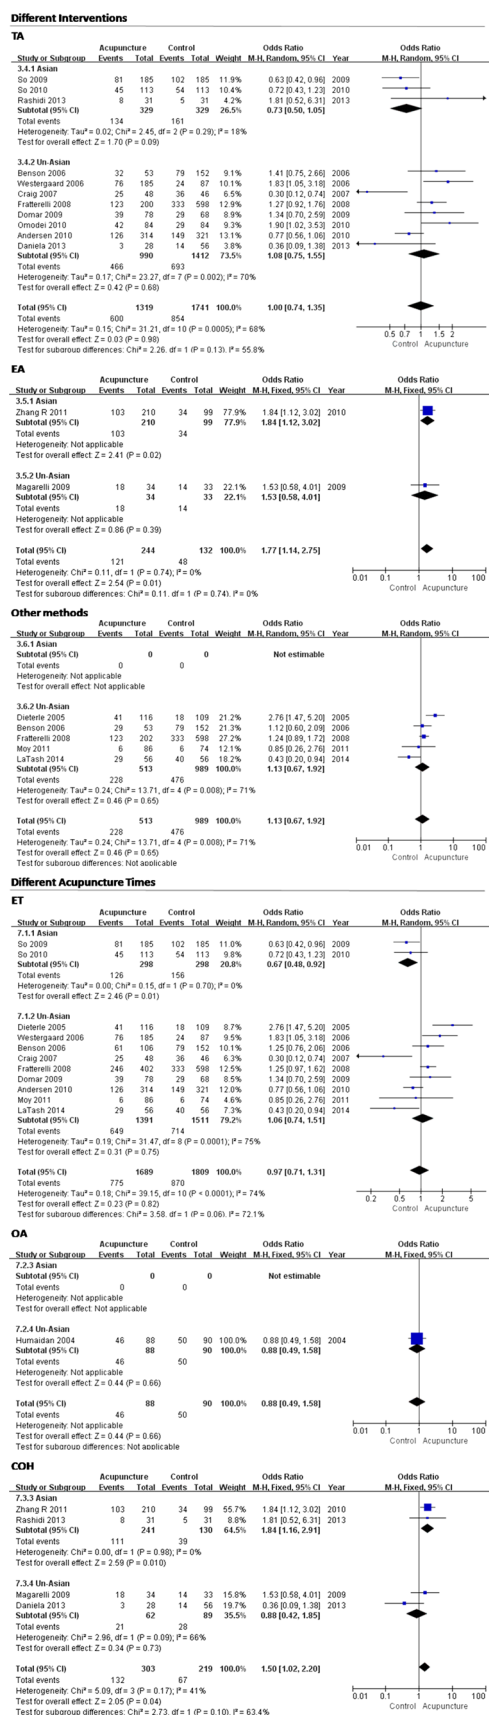 Different Interventions
TA
Acupuncture Control Odds Ratio Odds Ratio
Study or Subgroup Events Total Events Total Weight M-H, Random, 95% CI Year M-H, Random, 95% CI
3.4.1 Asian
So 2009 81 185 102 185 11.9% 0.63 [0.42, 0.96] 2009
So 2010 45 113 54 113 11.2% 0.72 [0.43, 1.23] 2010
Rashidi 2013 8 31 5 31 4.2% 1.81 [0.52, 6.31] 2013
Subtotal (95% CI) 329 329 26.5% 0.73 [0.50, 1.05]
Total events 134 161
Heterogeneity: Tau² = 0.02; Chi² = 2.45, df = 2 (P = 0.29); I² = 18%
Test for overall effect: Z = 1.70 (P = 0.09)
3.4.2 Un-Asian
Benson 2006 32 53 79 152 9.1% 1.41 [0.75, 2.66] 2006
Westergaard 2006 76 185 24 87 10.6% 1.83 [1.05, 3.18] 2006
Craig 2007 25 48 36 46 6.1% 0.30 [0.12, 0.74] 2007
Fratterelli 2008 123 200 333 598 12.9% 1.27 [0.92, 1.76] 2008
Domar 2009 39 78 29 68 8.9% 1.34 [0.70, 2.59] 2009
Omodei 2010 42 84 29 84 9.3% 1.90 [1.02, 3.53] 2010
Andersen 2010 126 314 149 321 13.1% 0.77 [0.56, 1.06] 2010
Daniela 2013 3 28 14 56 3.8% 0.36 [0.09, 1.38] 2013
Subtotal (95% CI) 990 1412 73.5% 1.08 [0.75, 1.55]
Total events 466 693
Heterogeneity: Tau² = 0.17; Chi² = 23.27, df = 7 (P = 0.002); I² = 70%
Test for overall effect: Z = 0.42 (P = 0.68)
Total (95% CI) 1319 1741 100.0% 1.00 [0.74, 1.35]
Total events 600 854
Heterogeneity: Tau² = 0.15; Chi² = 31.21, df = 10 (P = 0.0005); I² = 68%
Test for overall effect: Z = 0.03 (P = 0.98)
Test for subgroup differences: Chi² = 2.26, df = 1 (P = 0.13), I² = 55.8%
0.5 0.7 1 1.5 2
Control Acupuncture
EA
Acupuncture Control Odds Ratio Odds Ratio
Study or Subgroup Events Total Events Total Weight M-H, Fixed, 95% CI Year M-H, Fixed, 95% CI
3.5.1 Asian
Zhang R 2011 103 210 34 99 77.9% 1.84 [1.12, 3.02] 2010
Subtotal (95% CI) 210 99 77.9% 1.84 [1.12, 3.02]
Total events 103 34
Heterogeneity: Not applicable
Test for overall effect: Z = 2.41 (P = 0.02)
3.5.2 Un-Asian
Magarelli 2009 18 34 14 33 22.1% 1.53 [0.58, 4.01] 2009
Subtotal (95% CI) 34 33 22.1% 1.53 [0.58, 4.01]
Total events 18 14
Heterogeneity: Not applicable
Test for overall effect: Z = 0.86 (P = 0.39)
Total (95% CI) 244 132 100.0% 1.77 [1.14, 2.75]
Total events 121 48
Heterogeneity: Chi² = 0.11, df = 1 (P = 0.74); I² = 0%
Test for overall effect: Z = 2.54 (P = 0.01)
Test for subgroup differences: Chi² = 0.11, df = 1 (P = 0.74), I² = 0%
0.01 0.1 1 10 100
Control Acupuncture
Other methods
Acupuncture Control Odds Ratio Odds Ratio
Study or Subgroup Events Total Events Total Weight M-H, Random, 95% CI Year M-H, Random, 95% CI
3.6.1 Asian
Subtotal (95% CI) 0 0 Not estimable
Total events 0 0
Heterogeneity: Not applicable
Test for overall effect: Not applicable
3.6.2 Un-Asian
Dieterle 2005 41 116 18 109 21.2% 2.76 [1.47, 5.20] 2005
Benson 2006 29 53 79 152 21.6% 1.12 [0.60, 2.09] 2006
Fratterelli 2008 123 202 333 598 26.9% 1.24 [0.89, 1.72] 2008
Moy 2011 6 86 6 74 12.1% 0.85 [0.26, 2.76] 2011
LaTash 2014 29 56 40 56 18.2% 0.43 [0.20, 0.94] 2014
Subtotal (95% CI) 513 989 100.0% 1.13 [0.67, 1.92]
Total events 228 476
Heterogeneity: Tau² = 0.24; Chi² = 13.71, df = 4 (P = 0.008); I² = 71%
Test for overall effect: Z = 0.46 (P = 0.65)
Total (95% CI) 513 989 100.0% 1.13 [0.67, 1.92]
Total events 228 476
Heterogeneity: Tau² = 0.24; Chi² = 13.71, df = 4 (P = 0.008); I² = 71%
Test for overall effect: Z = 0.46 (P = 0.65)
Test for subgroup differences: Not applicable
0.01 0.1 1 10 100
Control Acupuncture
Different Acupuncture Times
ET
Acupuncture Control Odds Ratio Odds Ratio
Study or Subgroup Events Total Events Total Weight M-H, Random, 95% CI Year M-H, Random, 95% CI
7.1.1 Asian
So 2009 81 185 102 185 11.0% 0.63 [0.42, 0.96] 2009
So 2010 45 113 54 113 9.8% 0.72 [0.43, 1.23] 2010
Subtotal (95% CI) 298 298 20.8% 0.67 [0.48, 0.92]
Total events 126 156
Heterogeneity: Tau² = 0.00; Chi² = 0.15, df = 1 (P = 0.70); I² = 0%
Test for overall effect: Z = 2.46 (P = 0.01)
7.1.2 Un-Asian
Dieterle 2005 41 116 18 109 8.7% 2.76 [1.47, 5.20] 2005
Westergaard 2006 76 185 24 87 9.5% 1.83 [1.05, 3.18] 2006
Benson 2006 61 106 79 152 10.1% 1.25 [0.76, 2.06] 2006
Craig 2007 25 48 36 46 6.3% 0.30 [0.12, 0.74] 2007
Fratterelli 2008 246 402 333 598 12.6% 1.25 [0.97, 1.62] 2008
Domar 2009 39 78 29 68 8.4% 1.34 [0.70, 2.59] 2009
Andersen 2010 126 314 149 321 12.0% 0.77 [0.56, 1.06] 2010
Moy 2011 6 86 6 74 4.6% 0.85 [0.26, 2.76] 2011
LaTash 2014 29 56 40 56 7.3% 0.43 [0.20, 0.94] 2014
Subtotal (95% CI) 1391 1511 79.2% 1.06 [0.74, 1.51]
Total events 649 714
Heterogeneity: Tau² = 0.19; Chi² = 31.47, df = 8 (P = 0.0001); I² = 75%
Test for overall effect: Z = 0.31 (P = 0.75)
Total (95% CI) 1689 1809 100.0% 0.97 [0.71, 1.31]
Total events 775 870
Heterogeneity: Tau² = 0.18; Chi² = 39.15, df = 10 (P < 0.0001); I² = 74%
Test for overall effect: Z = 0.23 (P = 0.82)
Test for subgroup differences: Chi² = 3.58, df = 1 (P = 0.06), I² = 72.1%
0.2 0.5 1 2 5
Control Acupuncture
OA
Acupuncture Control Odds Ratio Odds Ratio
Study or Subgroup Events Total Events Total Weight M-H, Fixed, 95% CI Year M-H, Fixed, 95% CI
7.2.3 Asian
Subtotal (95% CI) 0 0 Not estimable
Total events 0 0
Heterogeneity: Not applicable
Test for overall effect: Not applicable
7.2.4 Un-Asian
Humaidan 2004 46 88 50 90 100.0% 0.88 [0.49, 1.58] 2004
Subtotal (95% CI) 88 90 100.0% 0.88 [0.49, 1.58]
Total events 46 50
Heterogeneity: Not applicable
Test for overall effect: Z = 0.44 (P = 0.66)
Total (95% CI) 88 90 100.0% 0.88 [0.49, 1.58]
Total events 46 50
Heterogeneity: Not applicable
Test for overall effect: Z = 0.44 (P = 0.66)
Test for subgroup differences: Not applicable
0.01 0.1 1 10 100
Control Acupuncture
COH
Acupuncture Control Odds Ratio Odds Ratio
Study or Subgroup Events Total Events Total Weight M-H, Fixed, 95% CI Year M-H, Fixed, 95% CI
7.3.3 Asian
Zhang R 2011 103 210 34 99 55.7% 1.84 [1.12, 3.02] 2010
Rashidi 2013 8 31 5 31 8.8% 1.81 [0.52, 6.31] 2013
Subtotal (95% CI) 241 130 64.5% 1.84 [1.16, 2.91]
Total events 111 39
Heterogeneity: Chi² = 0.00, df = 1 (P = 0.98); I² = 0%
Test for overall effect: Z = 2.59 (P = 0.010)
7.3.4 Un-Asian
Magarelli 2009 18 34 14 33 15.8% 1.53 [0.58, 4.01] 2009
Daniela 2013 3 28 14 56 19.7% 0.36 [0.09, 1.38] 2013
Subtotal (95% CI) 62 89 35.5% 0.88 [0.42, 1.85]
Total events 21 28
Heterogeneity: Chi² = 2.96, df = 1 (P = 0.09); I² = 66%
Test for overall effect: Z = 0.34 (P = 0.73)
Total (95% CI) 303 219 100.0% 1.50 [1.02, 2.20]
Total events 132 67
Heterogeneity: Chi² = 5.09, df = 3 (P = 0.17); I² = 41%
Test for overall effect: Z = 2.05 (P = 0.04)
Test for subgroup differences: Chi² = 2.73, df = 1 (P = 0.10), I² = 63.4%
0.01 0.1 1 10 100
Control Acupuncture